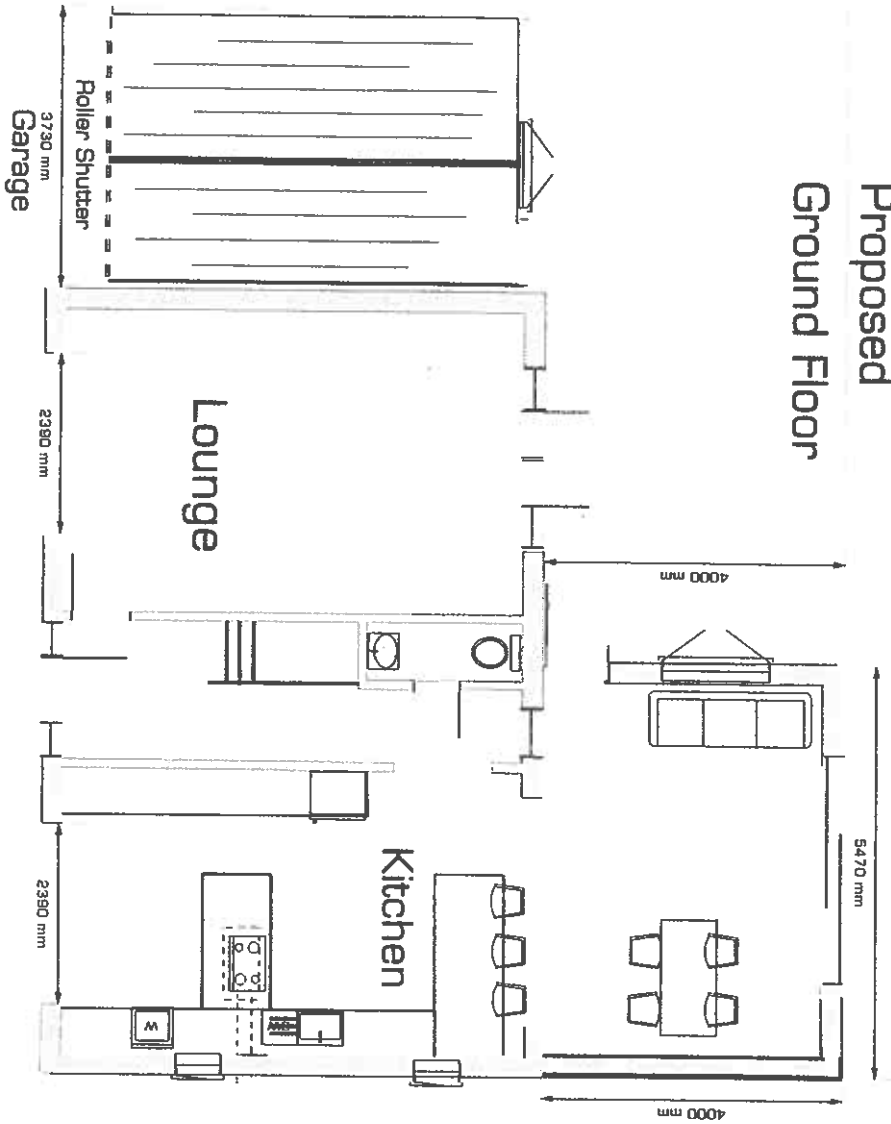 Proposed
Ground Floor
4000 mm
5470 mm
4000 mm
Kitchen
Lounge
W
DW
2390 mm
2390 mm
Roller Shutter
3730 mm
Garage